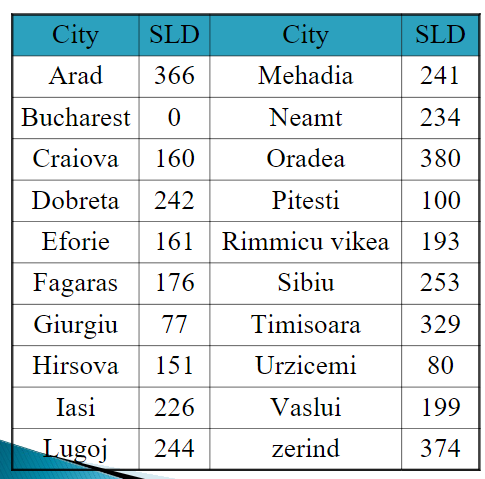 City SLD City SLD
Arad 366 Mehadia 241
Bucharest 0 Neamt 234
Craiova 160 Oradea 380
Dobreta 242 Pitesti 100
Eforie 161 Rimmicu vikea 193
Fagaras 176 Sibiu 253
Giurgiu 77 Timisoara 329
Hirsova 151 Urzicemi 80
Iasi 226 Vaslui 199
Lugoj 244 zerind 374